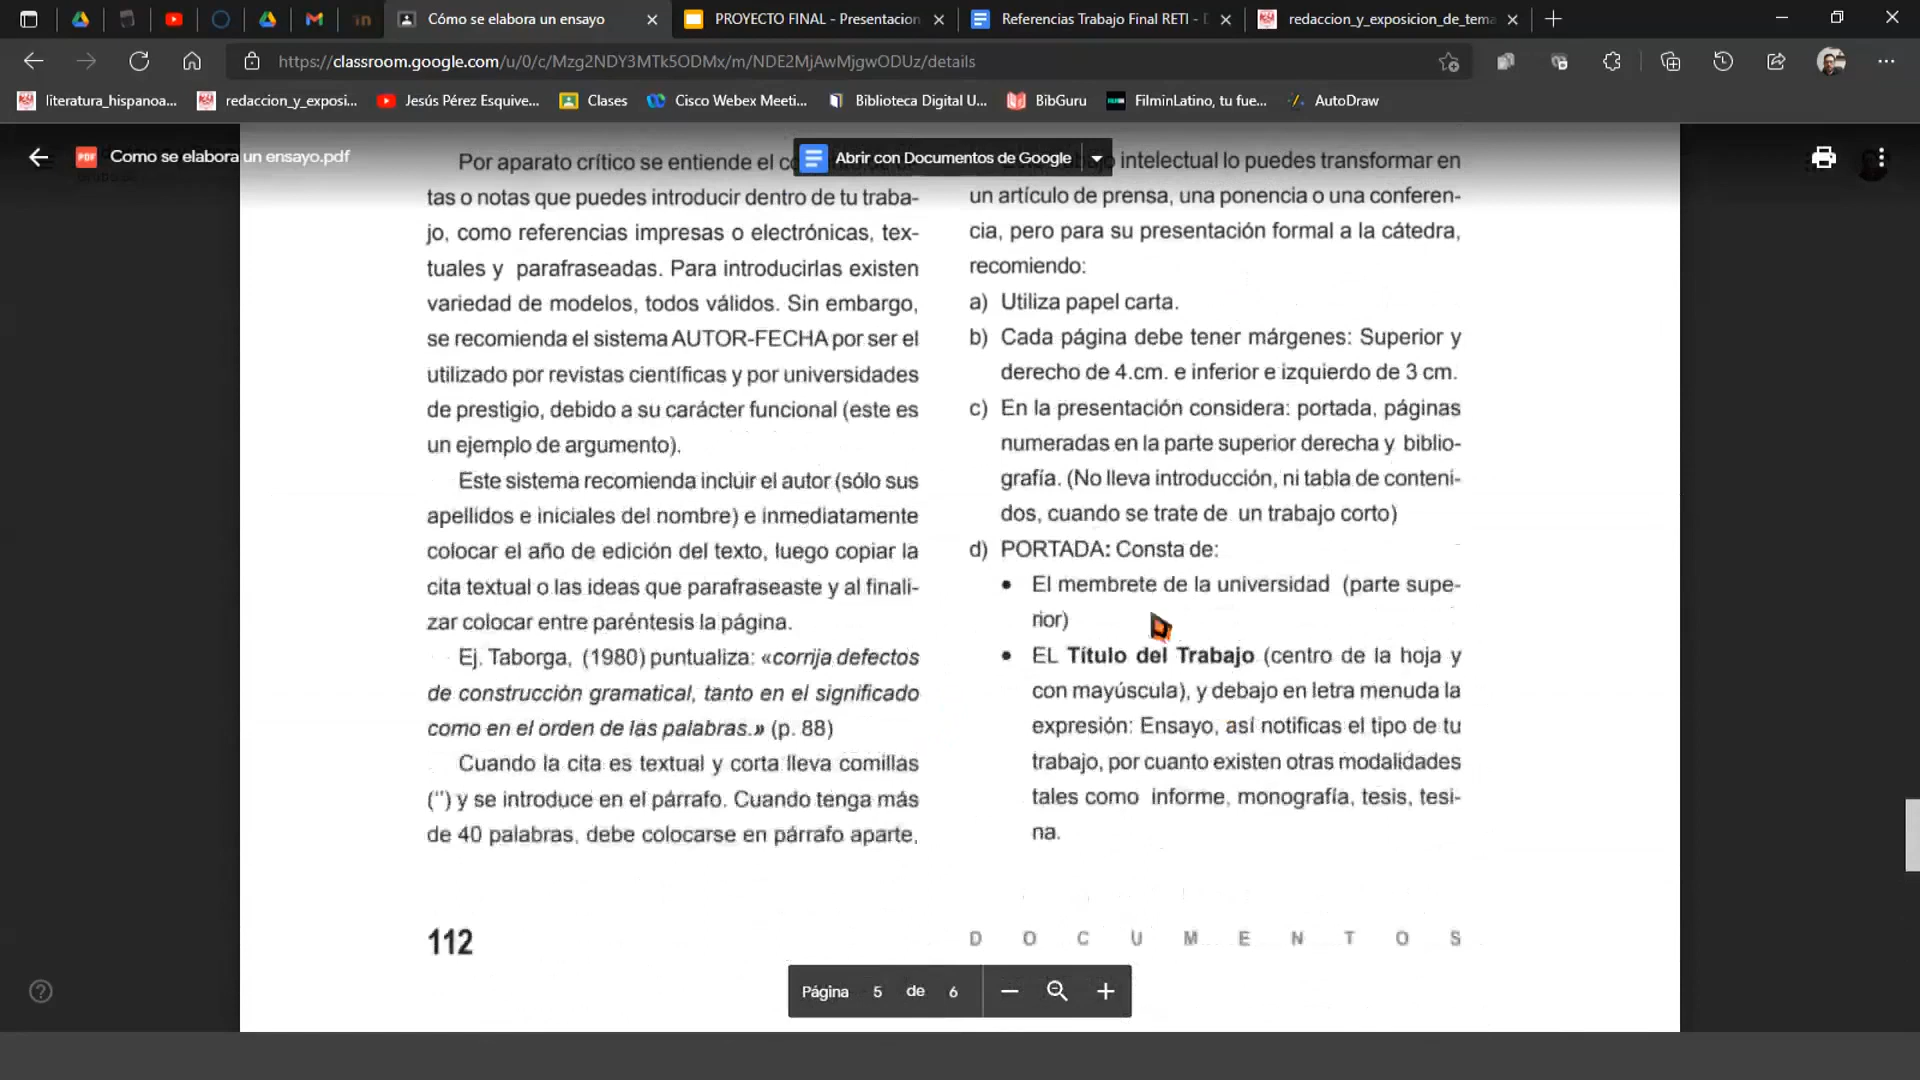 Cómo se elabora un ensayo
PROYECTO FINAL - Presentacion
Referencias Trabajo Final RETI - D
redaccion_y_exposicion_de_tema
https://classroom.google.com/u/0/c/Mzg2NDY3MTk5ODMx/m/NDE2MjAwMjgwODUz/details
literatura_hispanoa...
redaccion_y_exposi...
Jesús Pérez Esquive...
Clases
Cisco Webex Meeti...
Biblioteca Digital U...
BibGuru
FilminLatino, tu fue...
AutoDraw
PDF
Como se elabora un ensayo.pdf
Abrir con Documentos de Google
Por aparato crítico se entiende el
tas o notas que puedes introducir dentro de tu traba-
jo, como referencias impresas o electrónicas, tex-
tuales y parafraseadas. Para introducirlas existen
variedad de modelos, todos válidos. Sin embargo,
se recomienda el sistema AUTOR-FECHA por ser el
utilizado por revistas científicas y por universidades
de prestigio, debido a su carácter funcional (este es
un ejemplo de argumento).
Este sistema recomienda incluir el autor (sólo sus
apellidos e iniciales del nombre) e inmediatamente
colocar el año de edición del texto, luego copiar la
cita textual o las ideas que parafraseaste y al finali-
zar colocar entre paréntesis la página.
Ej. Taborga, (1980) puntualiza: «corrija defectos
de construcción gramatical, tanto en el significado
como en el orden de las palabras.» (p. 88)
Cuando la cita es textual y corta lleva comillas
('') y se introduce en el párrafo. Cuando tenga más
de 40 palabras, debe colocarse en párrafo aparte,
intelectual lo puedes transformar en
un artículo de prensa, una ponencia o una conferen-
cia, pero para su presentación formal a la cátedra,
recomiendo:
a) Utiliza papel carta.
b) Cada página debe tener márgenes: Superior y
derecho de 4.cm. e inferior e izquierdo de 3 cm.
c) En la presentación considera: portada, páginas
numeradas en la parte superior derecha y biblio-
grafía. (No lleva introducción, ni tabla de conteni-
dos, cuando se trate de un trabajo corto)
d) PORTADA: Consta de:
• El membrete de la universidad (parte supe-
rior)
• EL Título del Trabajo (centro de la hoja y
con mayúscula), y debajo en letra menuda la
expresión: Ensayo, así notificas el tipo de tu
trabajo, por cuanto existen otras modalidades
tales como informe, monografía, tesis, tesi-
na.
112
D O C U M E N T O S
Página 5 de 6